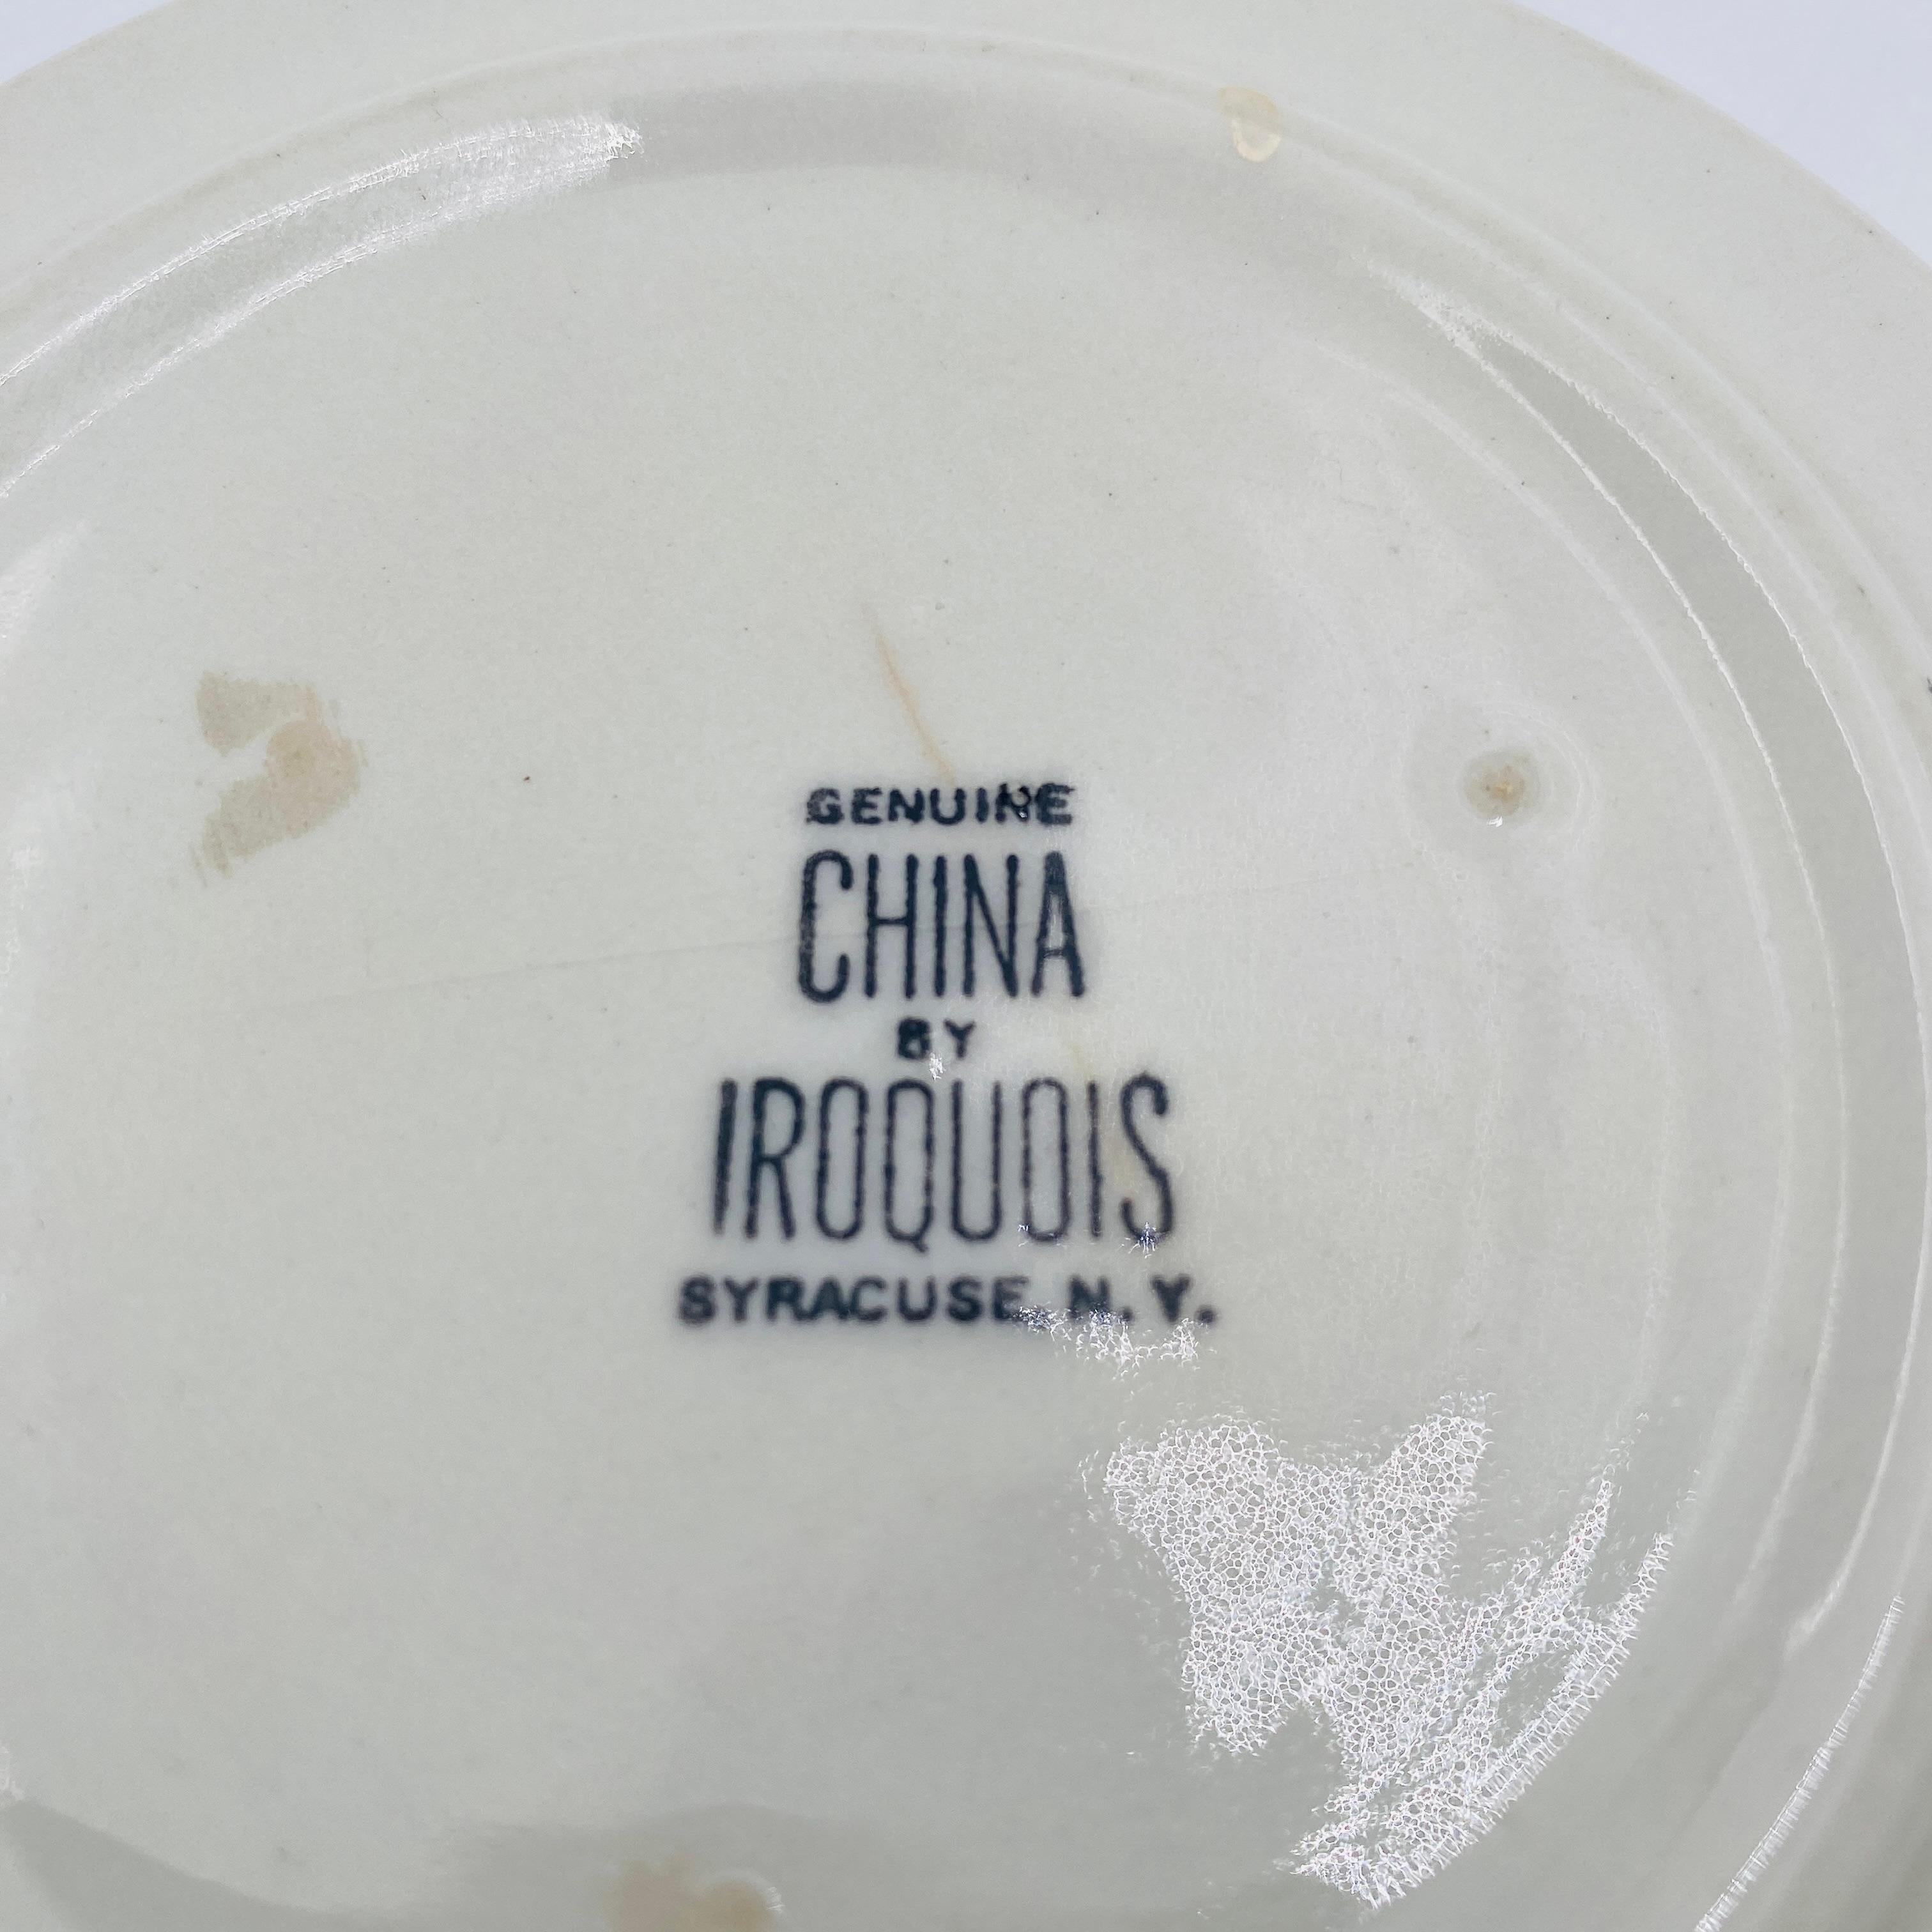 GENUINE
CHINA
BY
IROQUOIS
SYRACUSE, N.Y.